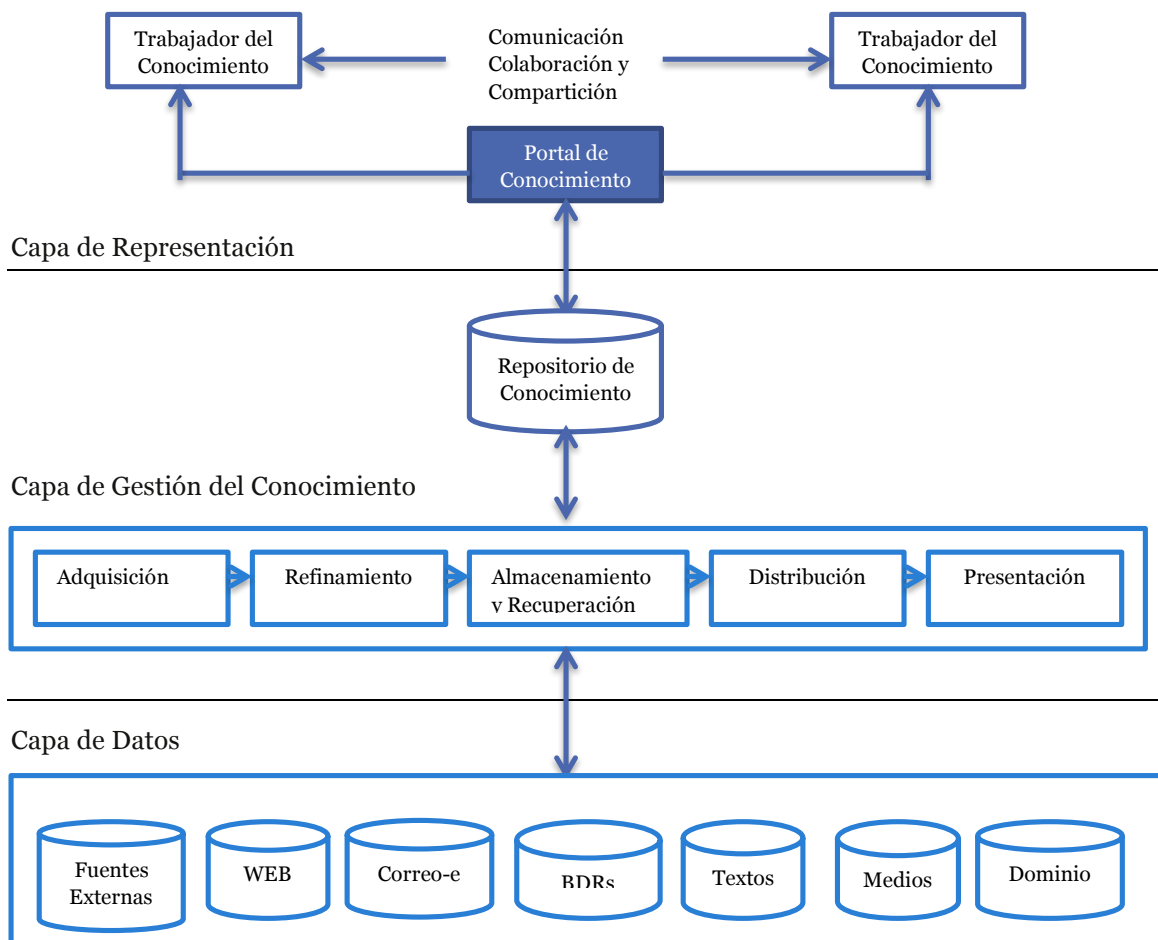 Trabajador del
Conocimiento
Comunicación
Colaboración y
Compartición
Trabajador del
Conocimiento
Portal de
Conocimiento
Capa de Representación
Repositorio de
Conocimiento
Capa de Gestión del Conocimiento
Adquisición
Refinamiento
Almacenamiento
y Recuperación
Distribución
Presentación
Capa de Datos
Fuentes
Externas
WEB
Correo-e
BDRs
Textos
Medios
Dominio